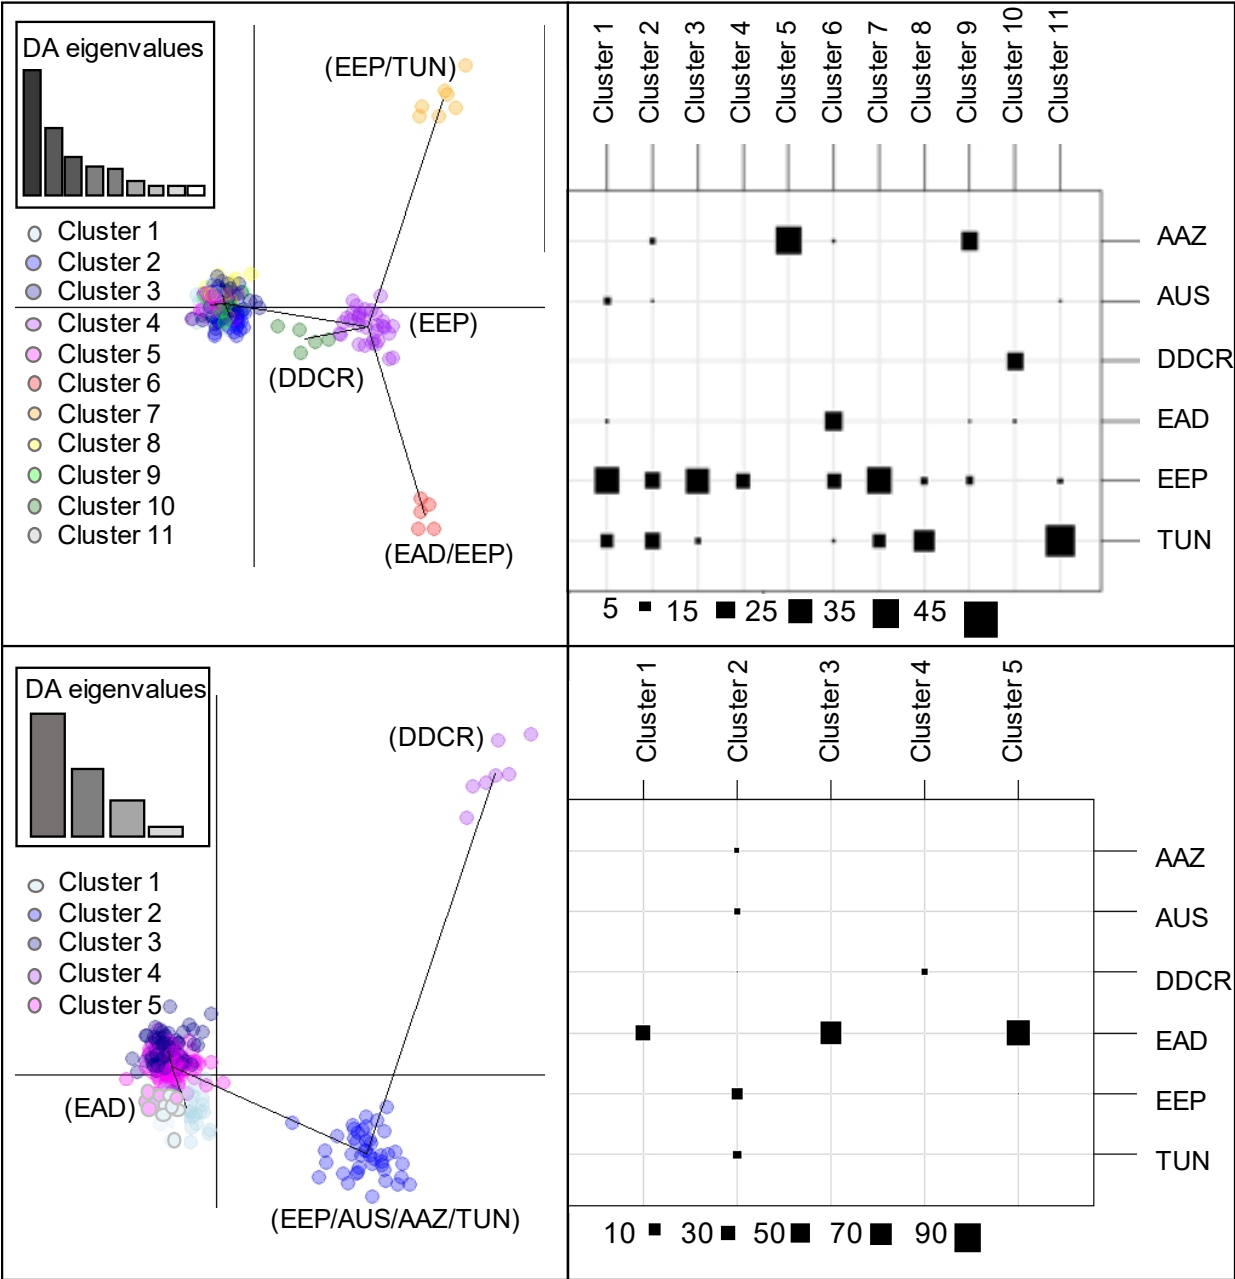 DA eigenvalues
(EEP/TUN)
Cluster 1
Cluster 2
Cluster 3
Cluster 4
Cluster 5
Cluster 6
Cluster 7
Cluster 8
Cluster 9
Cluster 10
Cluster 11
(EEP)
(DDCR)
(EAD/EEP)
Cluster 1
Cluster 2
Cluster 3
Cluster 4
Cluster 5
Cluster 6
Cluster 7
Cluster 8
Cluster 9
Cluster 10
Cluster 11
AAZ
AUS
DDCR
EAD
EEP
TUN
5 15 25 35 45
DA eigenvalues
(DDCR)
Cluster 1
Cluster 2
Cluster 3
Cluster 4
Cluster 5
(EAD)
(EEP/AUS/AAZ/TUN)
Cluster 1
Cluster 2
Cluster 3
Cluster 4
Cluster 5
AAZ
AUS
DDCR
EAD
EEP
TUN
10 30 50 70 90